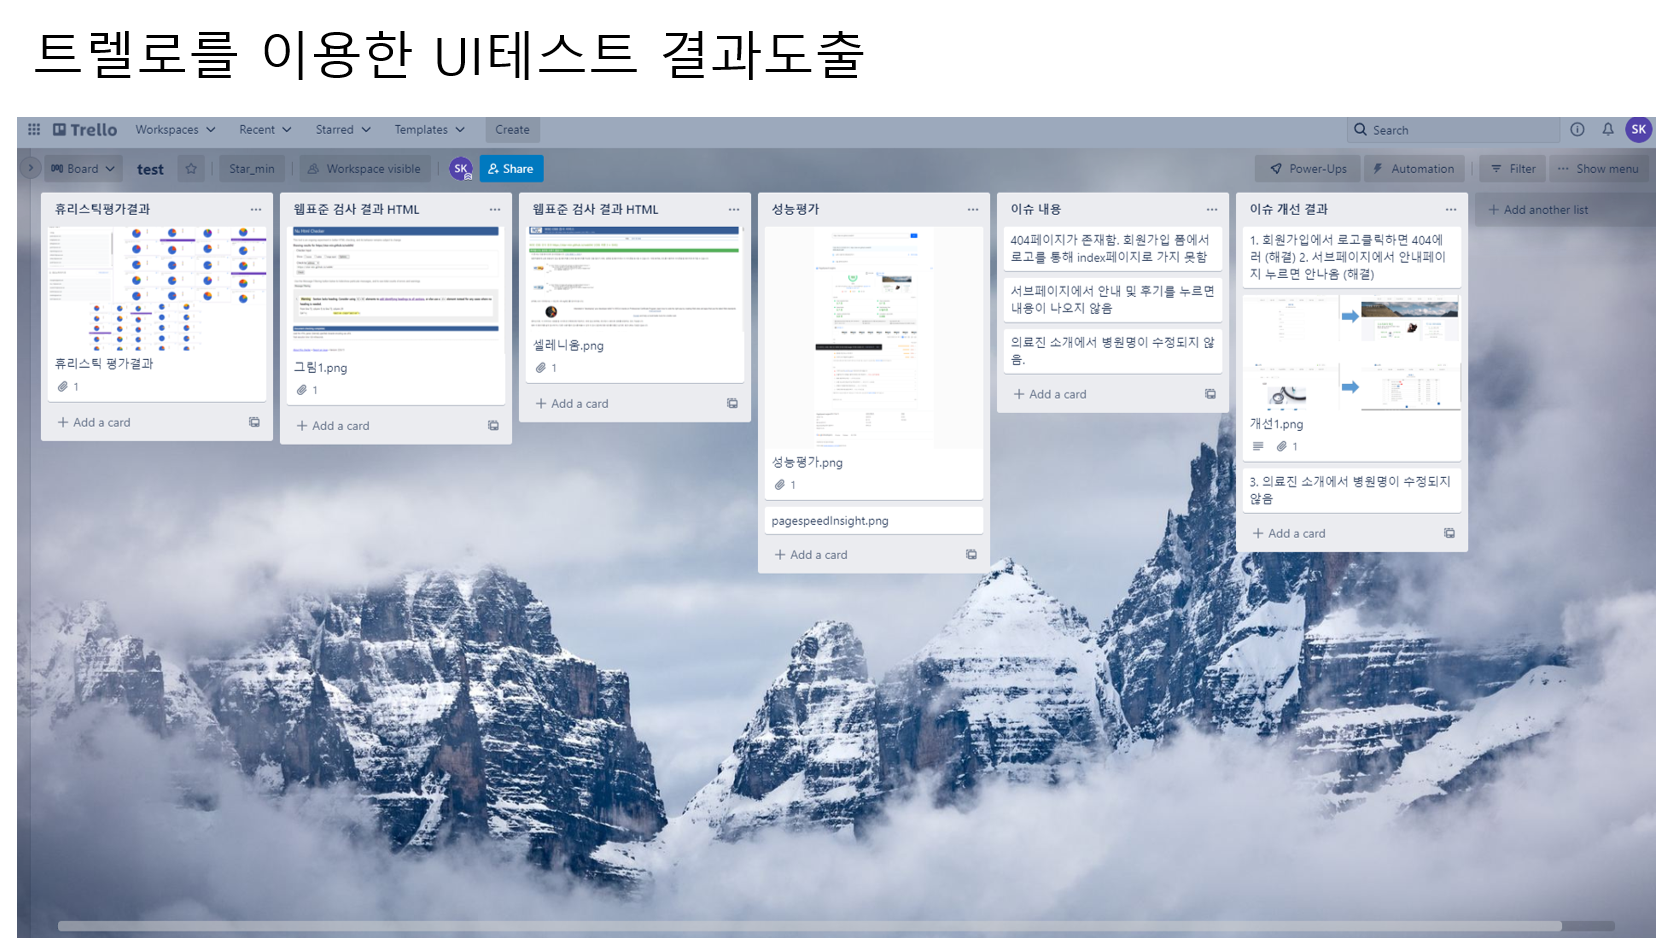 트렐로를 이용한 UI테스트 결과도출
Trello Workspaces Recent Starred Templates Create Search SK
Board test Star_min Workspace visible SK Share Power-Ups Automation Filter Show menu
휴리스틱평가결과
휴리스틱 평가결과
1
Add a card
웹표준 검사 결과 HTML
Nu Html Checker
그림1.png
1
Add a card
웹표준 검사 결과 HTML
셀레니움.png
1
Add a card
성능평가
성능평가.png
1
pagespeedInsight.png
Add a card
이슈 내용
404페이지가 존재함. 회원가입 폼에서
로고를 통해 index페이지로 가지 못함
서브페이지에서 안내 및 후기를 누르면
내용이 나오지 않음
의료진 소개에서 병원명이 수정되지 않
음.
Add a card
이슈 개선 결과
1. 회원가입에서 로고클릭하면 404에
러 (해결) 2. 서브페이지에서 안내페이
지 누르면 안나옴 (해결)
개선1.png
1
3. 의료진 소개에서 병원명이 수정되지
않음
Add a card
Add another list